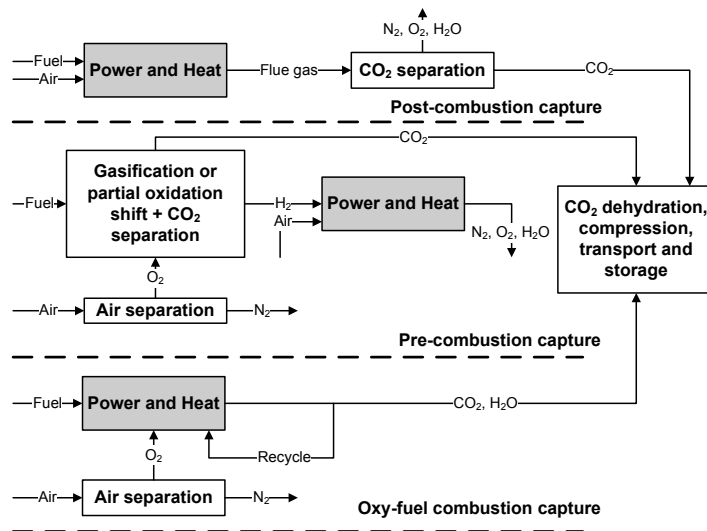 N₂, O₂, H₂O
Fuel
Air
Power and Heat
Flue gas
CO₂ separation
CO₂
Post-combustion capture
CO₂
Fuel
Gasification or
partial oxidation
shift + CO₂
separation
H₂
Air
Power and Heat
N₂, O₂, H₂O
CO₂ dehydration,
compression,
transport and
storage
O₂
Air
Air separation
N₂
Pre-combustion capture
Fuel
Power and Heat
CO₂, H₂O
O₂
Recycle
Air
Air separation
N₂
Oxy-fuel combustion capture